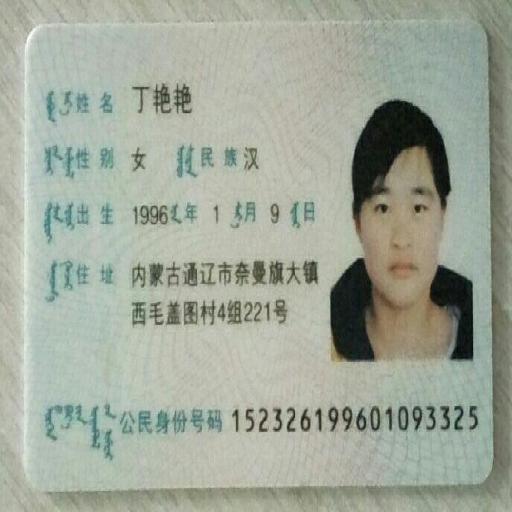 姓名 丁艳艳
性别 女 民族 汉
出生 1996年 1月 9日
住址 内蒙古通辽市奈曼旗大镇
西毛盖图村4组221号
公民身份号码 152326199601093325